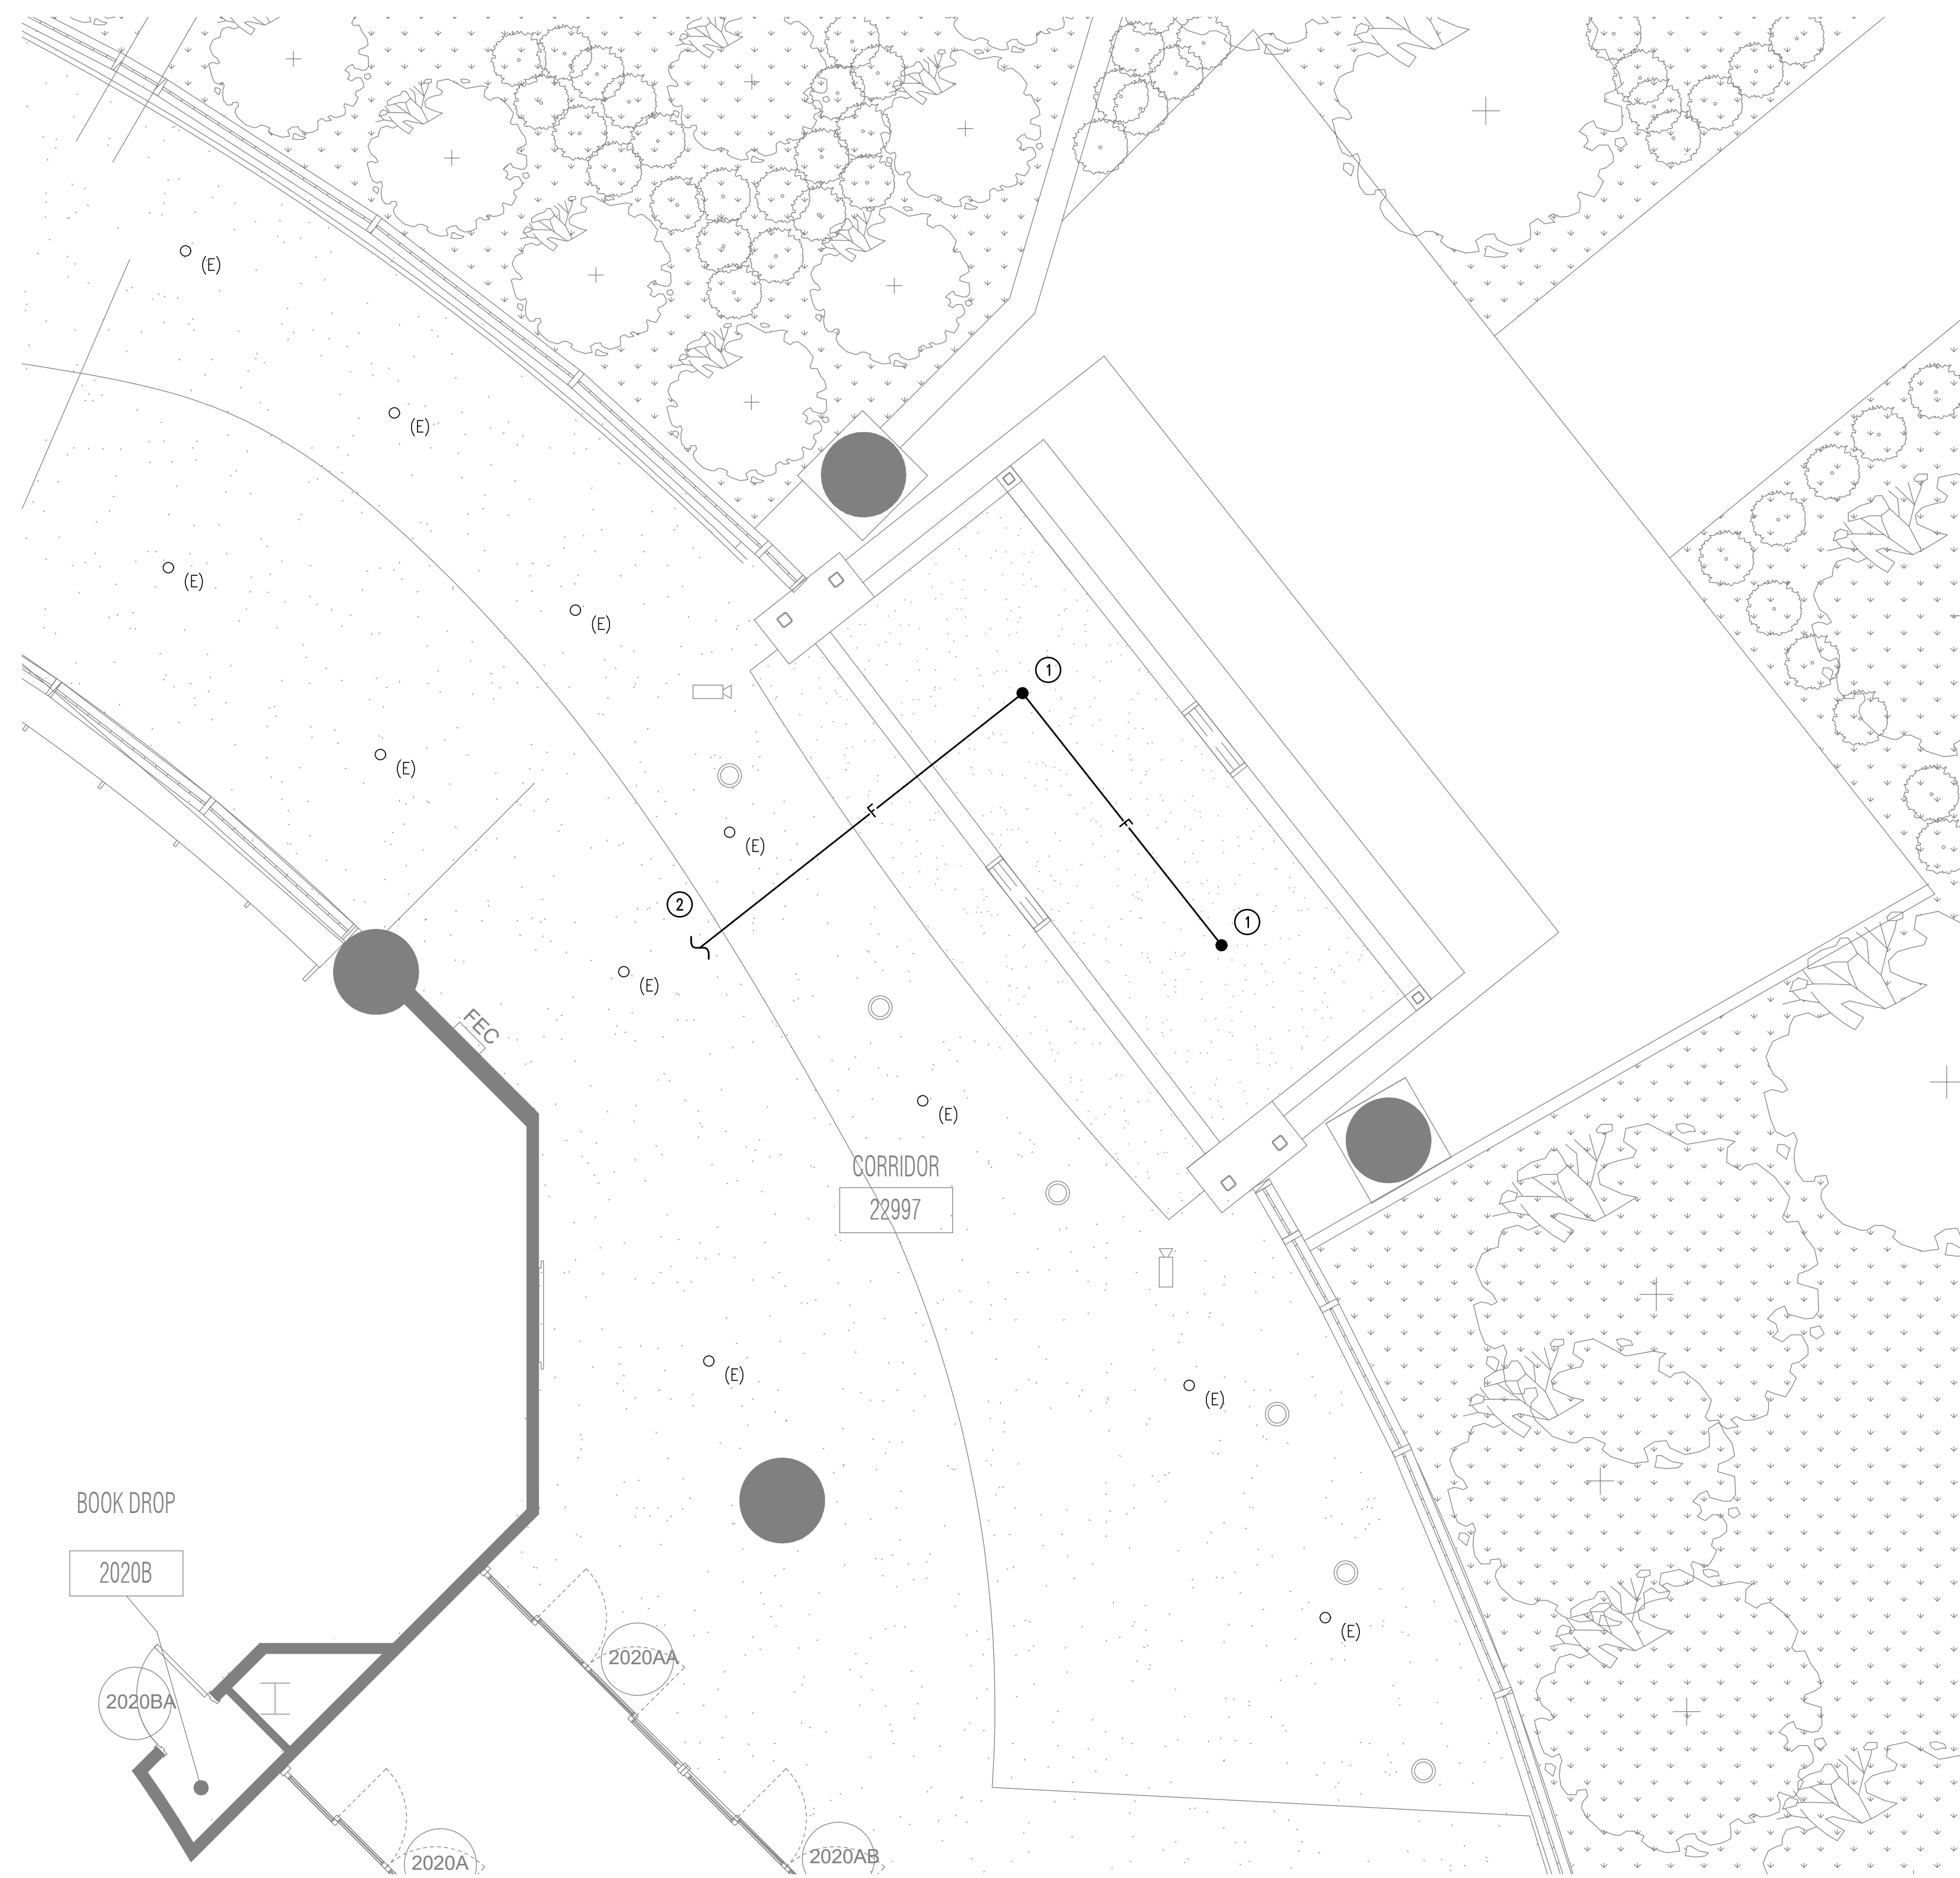 (E)
(E)
(E)
(E)
1
(E)
(E)
2
1
(E)
FEC
(E)
CORRIDOR
22997
(E)
(E)
BOOK DROP
2020B
(E)
2020AA
2020BA
2020A
2020AB